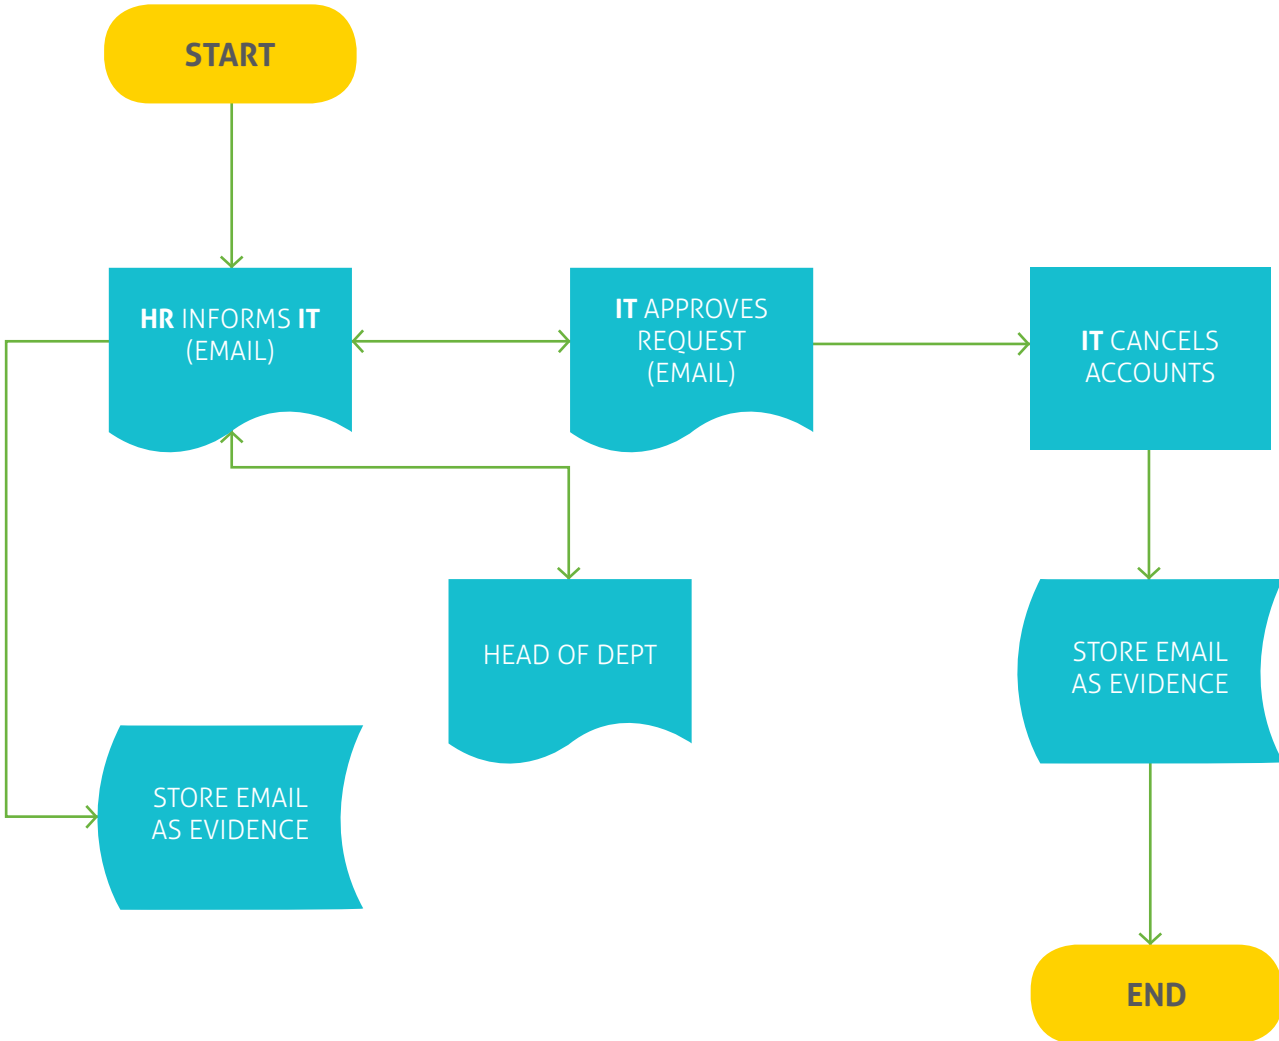 START
HR INFORMS IT
(EMAIL)
IT APPROVES
REQUEST
(EMAIL)
IT CANCELS
ACCOUNTS
HEAD OF DEPT
STORE EMAIL
AS EVIDENCE
STORE EMAIL
AS EVIDENCE
END